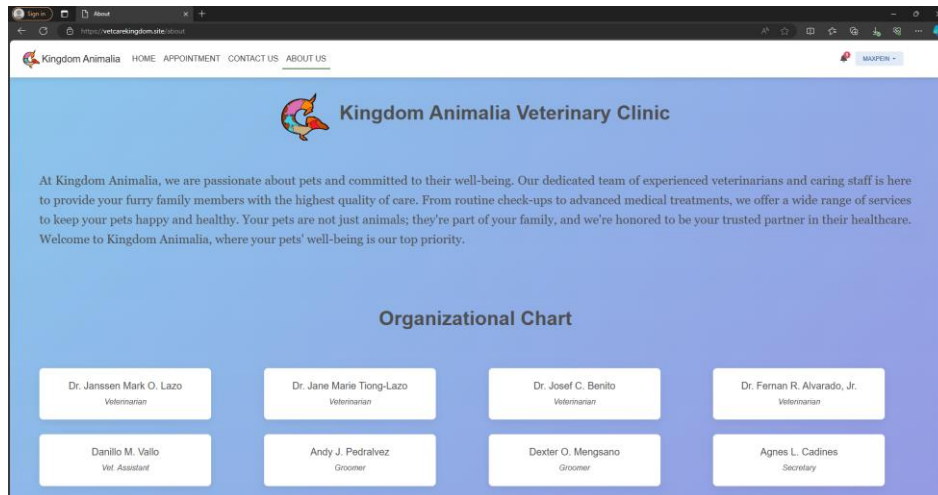 Sign in About
https://vetcarekingdom.site/about
Kingdom Animalia HOME APPOINTMENT CONTACT US ABOUT US MAXPEIN
Kingdom Animalia Veterinary Clinic
At Kingdom Animalia, we are passionate about pets and committed to their well-being. Our dedicated team of experienced veterinarians and caring staff is here
to provide your furry family members with the highest quality of care. From routine check-ups to advanced medical treatments, we offer a wide range of services
to keep your pets happy and healthy. Your pets are not just animals; they're part of your family, and we're honored to be your trusted partner in their healthcare.
Welcome to Kingdom Animalia, where your pets' well-being is our top priority.
Organizational Chart
Dr. Janssen Mark O. Lazo Dr. Jane Marie Tiong-Lazo Dr. Josef C. Benito Dr. Fernan R. Alvarado, Jr.
Veterinarian Veterinarian Veterinarian Veterinarian
Danillo M. Vallo Andy J. Pedralvez Dexter O. Mengsano Agnes L. Cadines
Vet. Assistant Groomer Groomer Secretary